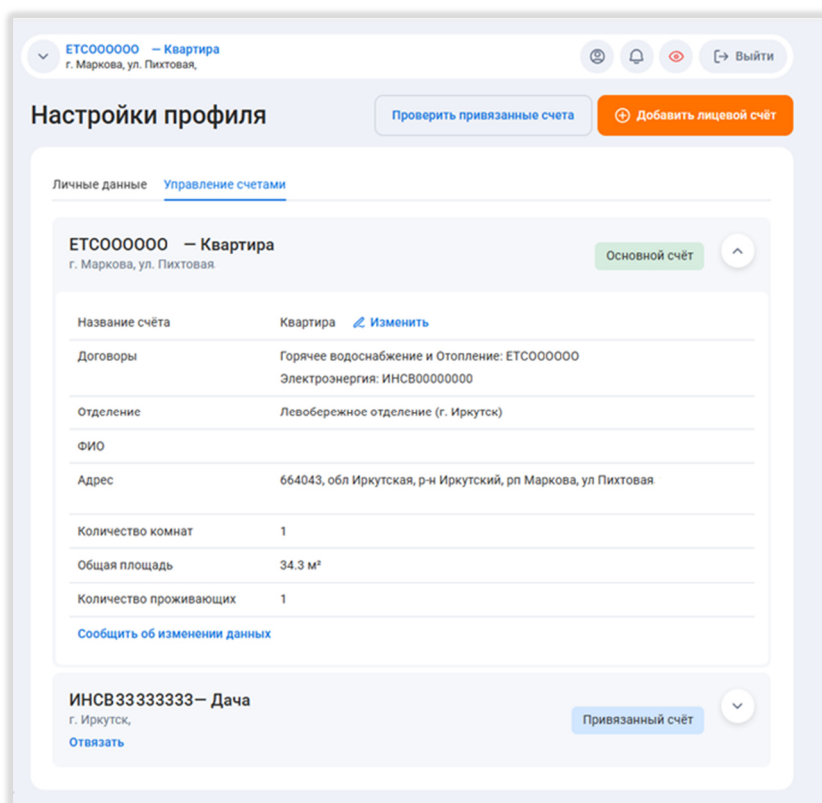 ЕТС000000 — Квартира
г. Маркова, ул. Пихтовая,
Выйти
Настройки профиля
Проверить привязанные счета
Добавить лицевой счёт
Личные данные
Управление счетами
ЕТС000000 — Квартира
г. Маркова, ул. Пихтовая
Основной счёт
Название счёта
Квартира
Изменить
Договоры
Горячее водоснабжение и Отопление: ЕТС000000
Электроэнергия: ИНСВ00000000
Отделение
Левобережное отделение (г. Иркутск)
ФИО
Адрес
664043, обл Иркутская, р-н Иркутский, рп Маркова, ул Пихтовая
Количество комнат
1
Общая площадь
34.3 м²
Количество проживающих
1
Сообщить об изменении данных
ИНСВ33333333— Дача
г. Иркутск,
Привязанный счёт
Отвязать